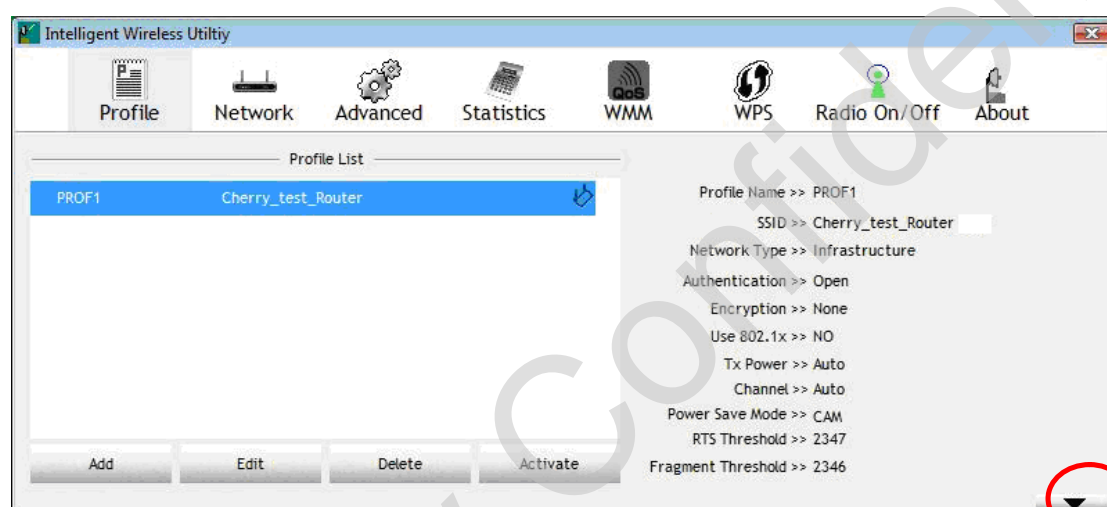 Intelligent Wireless Utiltiy
Profile Network Advanced Statistics QoS WMM WPS Radio On/Off About
Profile List
PROF1 Cherry_test_Router
Add Edit Delete Activate
Profile Name >> PROF1
SSID >> Cherry_test_Router
Network Type >> Infrastructure
Authentication >> Open
Encryption >> None
Use 802.1x >> NO
Tx Power >> Auto
Channel >> Auto
Power Save Mode >> CAM
RTS Threshold >> 2347
Fragment Threshold >> 2346